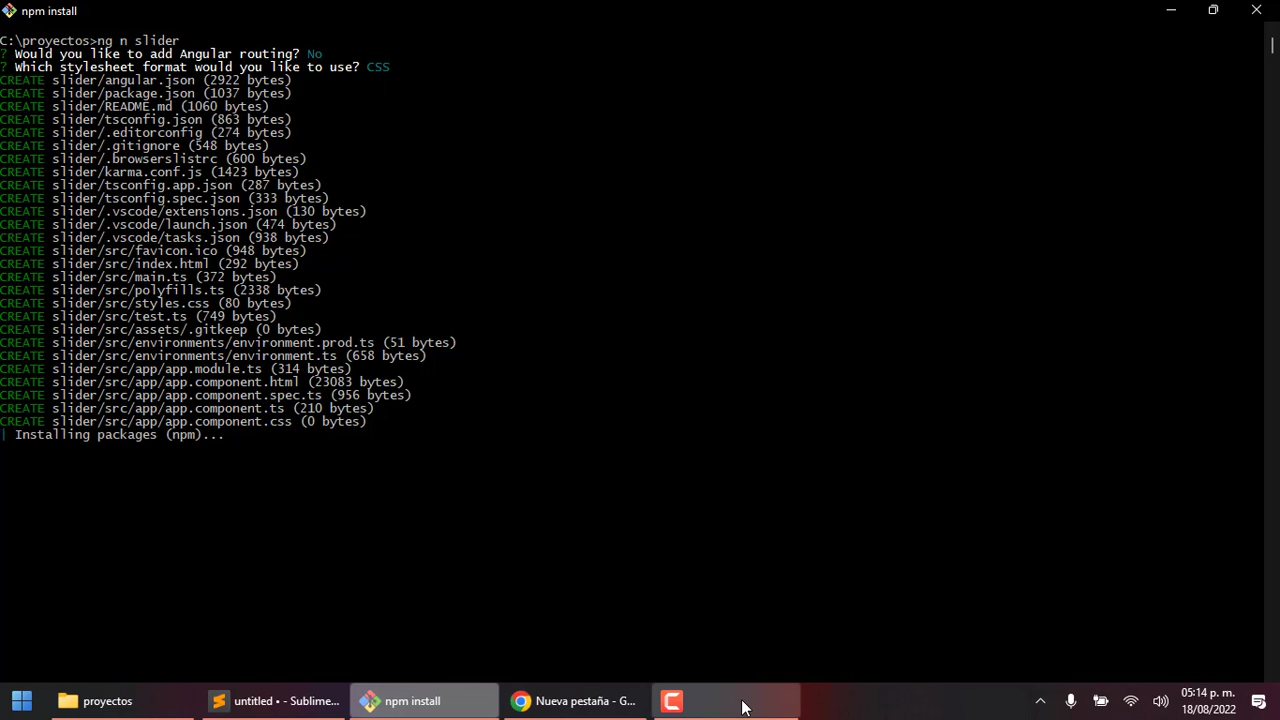 npm install
C:\proyectos>ng n slider
? Would you like to add Angular routing? No
? Which stylesheet format would you like to use? CSS
CREATE slider/angular.json (2922 bytes)
CREATE slider/package.json (1037 bytes)
CREATE slider/README.md (1060 bytes)
CREATE slider/tsconfig.json (863 bytes)
CREATE slider/.editorconfig (274 bytes)
CREATE slider/.gitignore (548 bytes)
CREATE slider/.browserslistrc (600 bytes)
CREATE slider/karma.conf.js (1423 bytes)
CREATE slider/tsconfig.app.json (287 bytes)
CREATE slider/tsconfig.spec.json (333 bytes)
CREATE slider/.vscode/extensions.json (130 bytes)
CREATE slider/.vscode/launch.json (474 bytes)
CREATE slider/.vscode/tasks.json (938 bytes)
CREATE slider/src/favicon.ico (948 bytes)
CREATE slider/src/index.html (292 bytes)
CREATE slider/src/main.ts (372 bytes)
CREATE slider/src/polyfills.ts (2338 bytes)
CREATE slider/src/styles.css (80 bytes)
CREATE slider/src/test.ts (749 bytes)
CREATE slider/src/assets/.gitkeep (0 bytes)
CREATE slider/src/environments/environment.prod.ts (51 bytes)
CREATE slider/src/environments/environment.ts (658 bytes)
CREATE slider/src/app/app.module.ts (314 bytes)
CREATE slider/src/app/app.component.html (23083 bytes)
CREATE slider/src/app/app.component.spec.ts (956 bytes)
CREATE slider/src/app/app.component.ts (210 bytes)
CREATE slider/src/app/app.component.css (0 bytes)
| Installing packages (npm)...
proyectos
untitled • - Sublime...
npm install
Nueva pestaña - G...
05:14 p. m.
18/08/2022